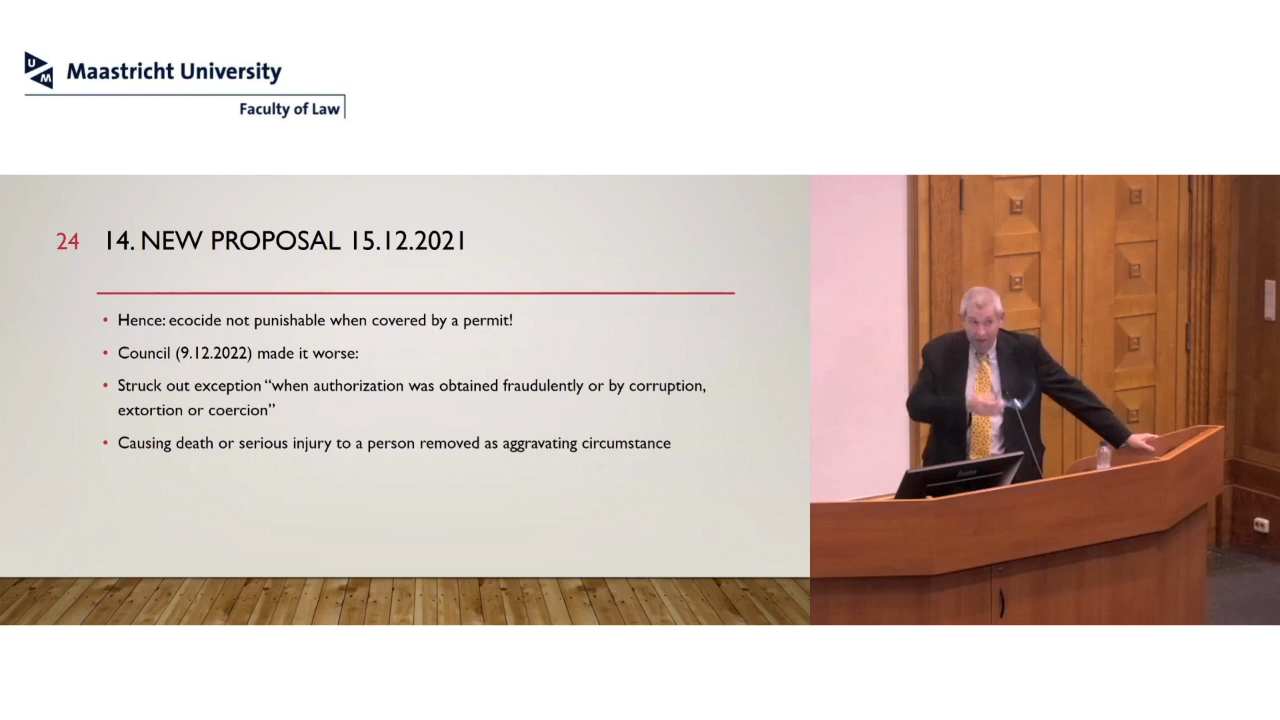 U
M
Maastricht University
Faculty of Law
24 14. NEW PROPOSAL 15.12.2021
• Hence: ecocide not punishable when covered by a permit!
• Council (9.12.2022) made it worse:
• Struck out exception “when authorization was obtained fraudulently or by corruption,
extortion or coercion”
• Causing death or serious injury to a person removed as aggravating circumstance